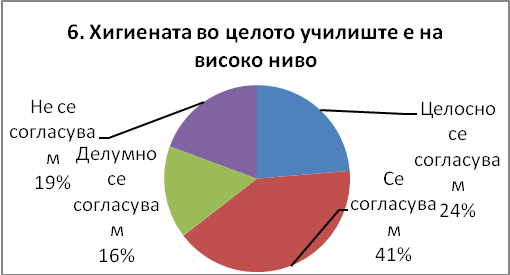 6. Хигиената во целото училиште е на
високо ниво
Целосно
се
согласува
м
24%
Се
согласува
м
41%
Делумно
се
согласува
м
16%
Не се
согласува
м
19%